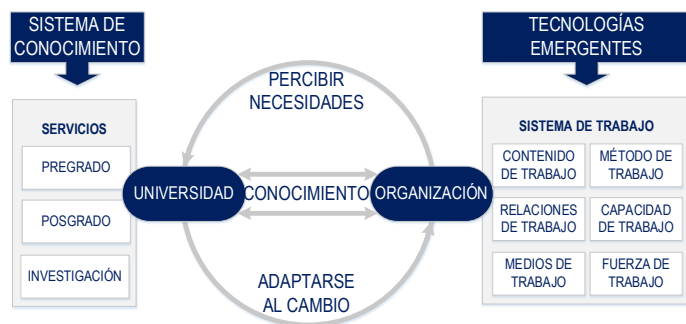 SISTEMA DE
CONOCIMIENTO
TECNOLOGÍAS
EMERGENTES
PERCIBIR
NECESIDADES
SERVICIOS
PREGRADO
POSGRADO
INVESTIGACIÓN
UNIVERSIDAD
CONOCIMIENTO
ORGANIZACIÓN
ADAPTARSE
AL CAMBIO
SISTEMA DE TRABAJO
CONTENIDO
DE TRABAJO
MÉTODO DE
TRABAJO
RELACIONES
DE TRABAJO
CAPACIDAD
DE TRABAJO
MEDIOS DE
TRABAJO
FUERZA DE
TRABAJO